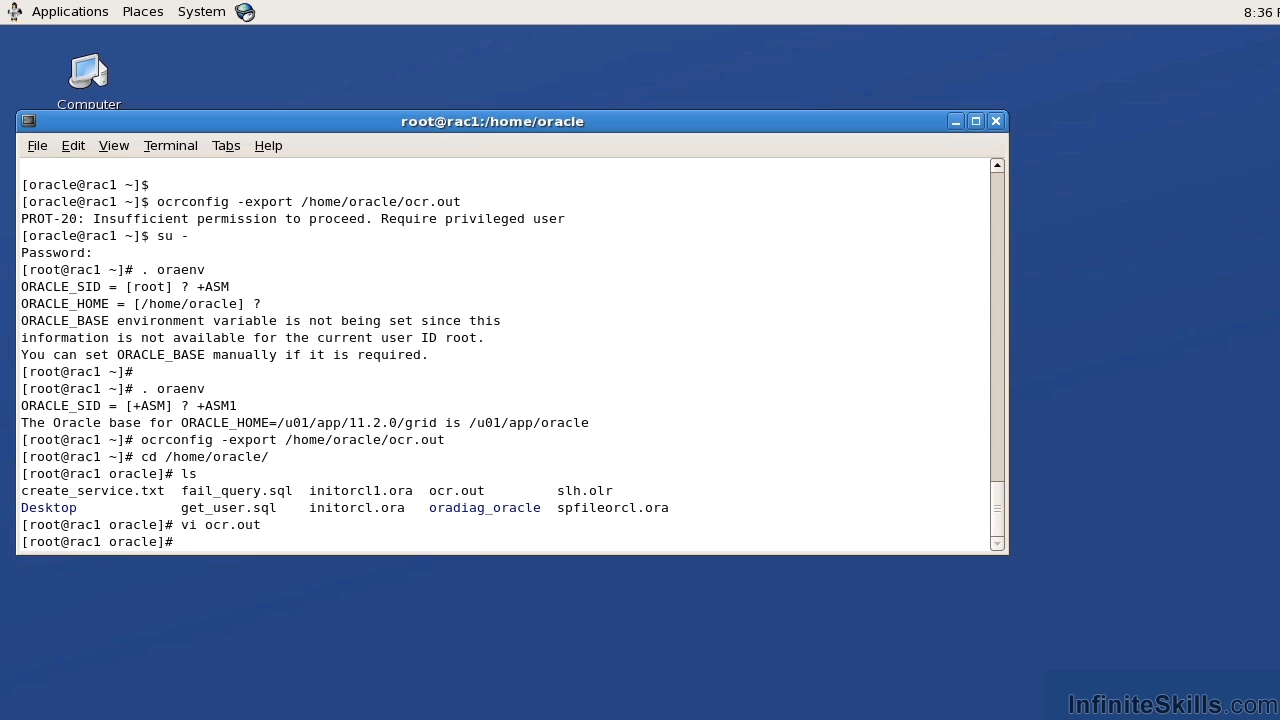 Applications Places System 8:36
Computer
root@rac1:/home/oracle
File Edit View Terminal Tabs Help
[oracle@rac1 ~]$
[oracle@rac1 ~]$ ocrconfig -export /home/oracle/ocr.out
PROT-20: Insufficient permission to proceed. Require privileged user
[oracle@rac1 ~]$ su -
Password:
[root@rac1 ~]# . oraenv
ORACLE_SID = [root] ? +ASM
ORACLE_HOME = [/home/oracle] ?
ORACLE_BASE environment variable is not being set since this
information is not available for the current user ID root.
You can set ORACLE_BASE manually if it is required.
[root@rac1 ~]#
[root@rac1 ~]# . oraenv
ORACLE_SID = [+ASM] ? +ASM1
The Oracle base for ORACLE_HOME=/u01/app/11.2.0/grid is /u01/app/oracle
[root@rac1 ~]# ocrconfig -export /home/oracle/ocr.out
[root@rac1 ~]# cd /home/oracle/
[root@rac1 oracle]# ls
create_service.txt fail_query.sql initorcl1.ora ocr.out slh.olr
Desktop get_user.sql initorcl.ora oradiag_oracle spfileorcl.ora
[root@rac1 oracle]# vi ocr.out
[root@rac1 oracle]#
InfiniteSkills.com